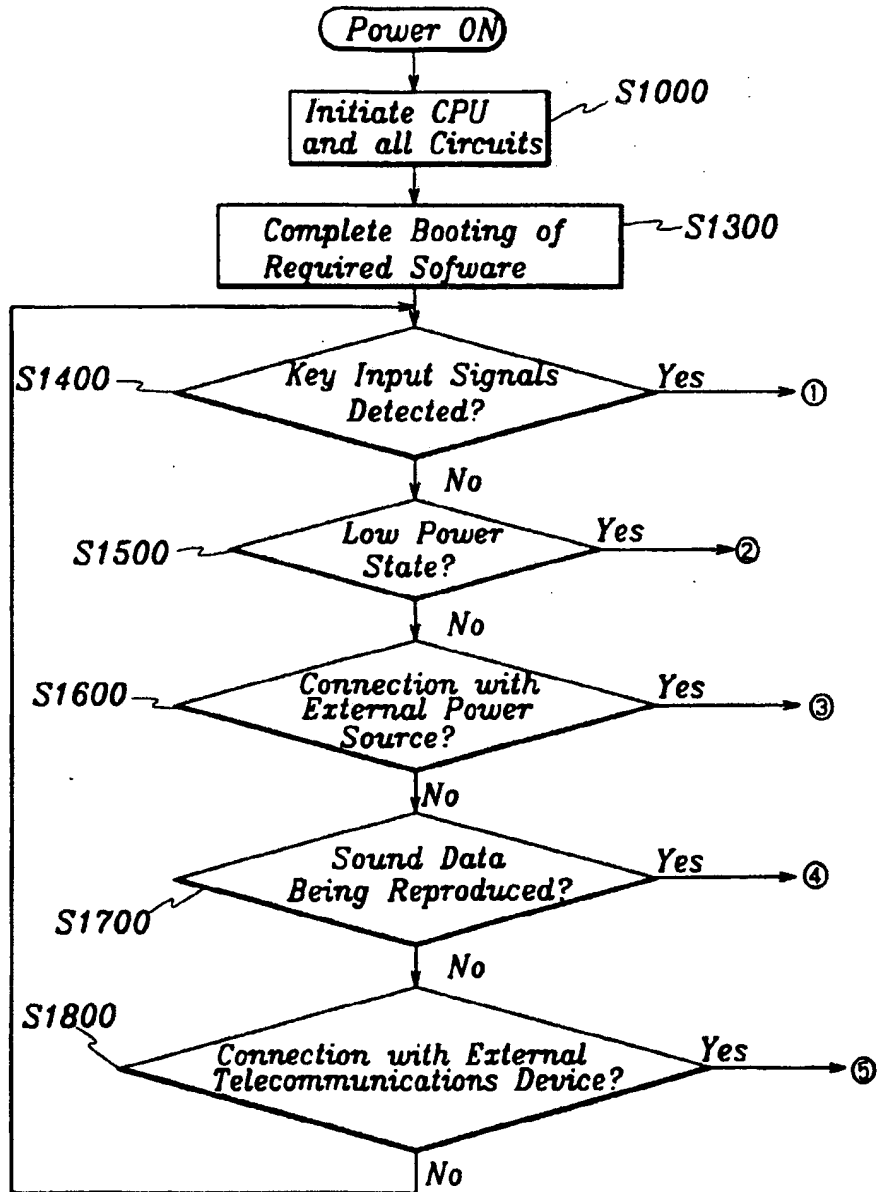 Power ON
S1000
Initiate CPU
and all Circuits
S1300
Complete Booting of
Required Sofware
S1400
Key Input Signals
Detected?
Yes
①
No
S1500
Low Power
State?
Yes
②
No
S1600
Connection with
External Power
Source?
Yes
③
No
S1700
Sound Data
Being Reproduced?
Yes
④
No
S1800
Connection with External
Telecommunications Device?
Yes
⑤
No